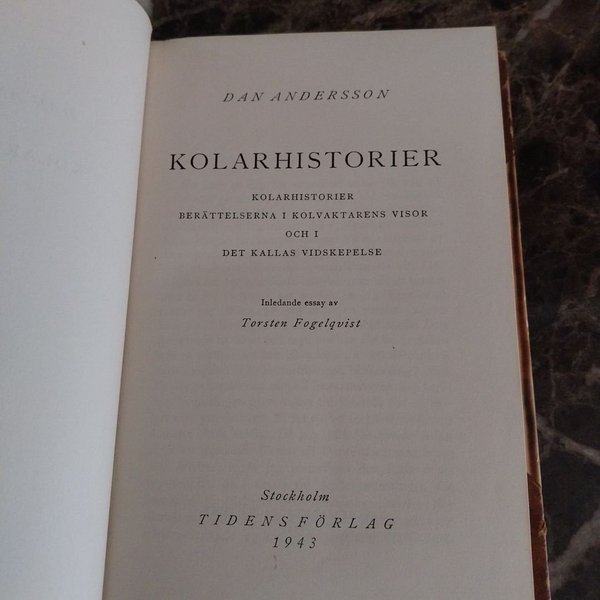 DAN ANDERSSON
KOLARHISTORIER
KOLARHISTORIER
BERÄTTELSERNA I KOLVAKTARENS VISOR
OCH I
DET KALLAS VIDSKEPELSE
Inledande essay av
Torsten Fogelqvist
Stockholm
TIDENS FÖRLAG
1943